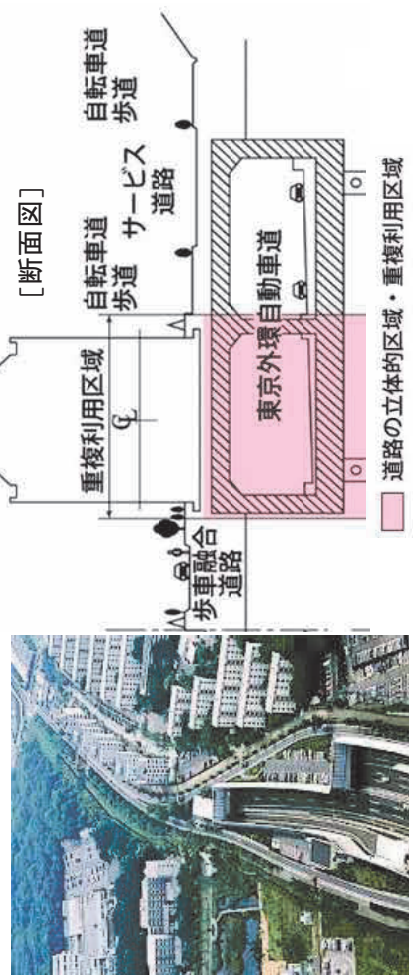 ［断面図］
重複利用区域
C L
歩車融合
道路
自転車道
歩道
サービス
道路
自転車道
歩道
東京外環自動車道
道路の立体的区域・重複利用区域